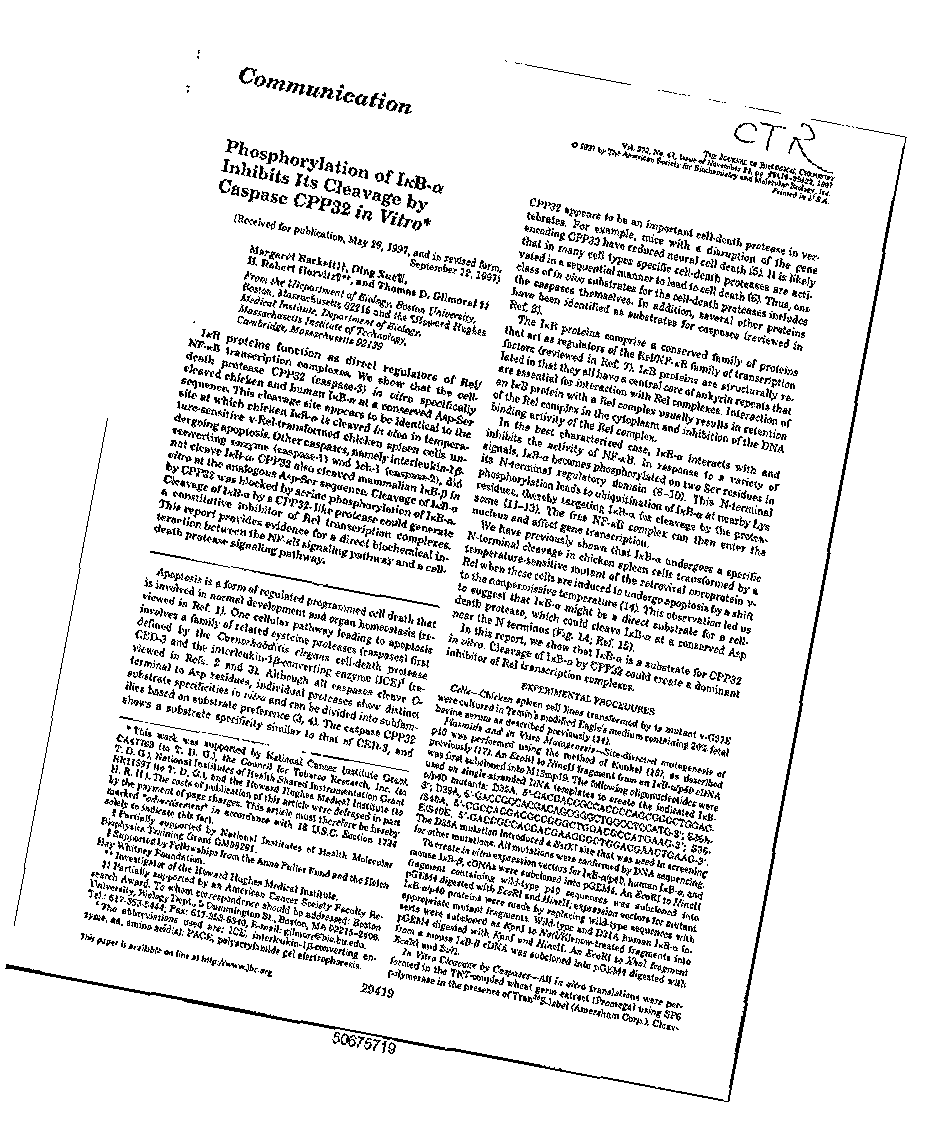 Communication
CTR
THE JOURNAL OF BIOLOGICAL CHEMISTRY
Vol. 272, No. 47, Issue of November 21, pp. 29419–29422, 1997
© 1997 by The American Society for Biochemistry and Molecular Biology, Inc.
Printed in U.S.A.
Phosphorylation of IκB-α
Inhibits Its Cleavage by
Caspase CPP32 in Vitro*
(Received for publication, May 29, 1997, and in revised form,
September 12, 1997)
Margaret Barkett‡§, Ding Xue¶,
H. Robert Horvitz¶**, and Thomas D. Gilmore‡ ‡‡
From the ‡Department of Biology, Boston University,
Boston, Massachusetts 02215 and the ¶Howard Hughes
Medical Institute, Department of Biology,
Massachusetts Institute of Technology,
Cambridge, Massachusetts 02139
IκB proteins function as direct regulators of Rel/
NF-κB transcription complexes. We show that the cell-
death protease CPP32 (caspase-3) in vitro specifically
cleaved chicken and human IκB-α at a conserved Asp-Ser
sequence. This cleavage site appears to be identical to the
site at which chicken IκB-α is cleaved in vivo in tempera-
ture-sensitive v-Rel-transformed chicken spleen cells un-
dergoing apoptosis. Other caspases, namely interleukin-1β-
converting enzyme (caspase-1) and Ich-1 (caspase-2), did
not cleave IκB-α. CPP32 also cleaved mammalian IκB-β in
vitro at the analogous Asp-Ser sequence. Cleavage of IκB-α
by CPP32 was blocked by serine phosphorylation of IκB-α.
Cleavage of IκB-α by a CPP32-like protease could generate
a constitutive inhibitor of Rel transcription complexes.
This report provides evidence for a direct biochemical in-
teraction between the NF-κB signaling pathway and a cell-
death protease signaling pathway.
Apoptosis is a form of regulated programmed cell death that
is involved in normal development and organ homeostasis (re-
viewed in Ref. 1). One cellular pathway leading to apoptosis
involves a family of related cysteine proteases (caspases) first
defined by the Caenorhabditis elegans cell-death protease
CED-3 and the interleukin-1β-converting enzyme (ICE)¹ (re-
viewed in Refs. 2 and 3). Although all caspases cleave C-
terminal to Asp residues, individual proteases show distinct
substrate specificities in vitro and can be divided into subfam-
ilies based on substrate preference (3, 4). The caspase CPP32
shows a substrate specificity similar to that of CED-3, and
* This work was supported by National Cancer Institute Grant
CA47763 (to T. D. G.), the Council for Tobacco Research, Inc. (to
T. D. G.), National Institutes of Health Shared Instrumentation Grant
RR11597 (to T. D. G.), and the Howard Hughes Medical Institute (to
H. R. H.). The costs of publication of this article were defrayed in part
by the payment of page charges. This article must therefore be hereby
marked "advertisement" in accordance with 18 U.S.C. Section 1734
solely to indicate this fact.
‡ Partially supported by National Institutes of Health Molecular
Biophysics Training Grant GM08291.
§ Supported by Fellowships from the Anna Fuller Fund and the Helen
Hay Whitney Foundation.
** Investigator of the Howard Hughes Medical Institute.
‡‡ Partially supported by an American Cancer Society Faculty Re-
search Award. To whom correspondence should be addressed: Boston
University, Biology Dept., 5 Cummington St., Boston, MA 02215-2406.
Tel.: 617-353-5444; Fax: 617-353-6340; E-mail: gilmore@bio.bu.edu.
¹ The abbreviations used are: ICE, interleukin-1β-converting en-
zyme; aa, amino acid(s); PAGE, polyacrylamide gel electrophoresis.
This paper is available on line at http://www.jbc.org
CPP32 appears to be an important cell-death protease in ver-
tebrates. For example, mice with a disruption of the gene
encoding CPP32 have reduced neural cell death (5). It is likely
that in many cell types specific cell-death proteases are acti-
vated in a sequential manner to lead to cell death (6). Thus, one
class of in vivo substrates for the cell-death proteases includes
the caspases themselves. In addition, several other proteins
have been identified as substrates for caspases (reviewed in
Ref. 2).
The IκB proteins comprise a conserved family of proteins
that act as regulators of the Rel/NF-κB family of transcription
factors (reviewed in Ref. 7). IκB proteins are structurally re-
lated in that they all have a central core of ankyrin repeats that
are essential for interaction with Rel complexes. Interaction of
an IκB protein with a Rel complex usually results in retention
of the Rel complex in the cytoplasm and inhibition of the DNA
binding activity of the Rel complex.
In the best characterized case, IκB-α interacts with and
inhibits the activity of NF-κB. In response to a variety of
signals, IκB-α becomes phosphorylated on two Ser residues in
its N-terminal regulatory domain (8–10). This N-terminal
phosphorylation leads to ubiquitination of IκB-α at nearby Lys
residues, thereby targeting IκB-α for cleavage by the protea-
some (11–13). The free NF-κB complex can then enter the
nucleus and affect gene transcription.
We have previously shown that IκB-α undergoes a specific
N-terminal cleavage in chicken spleen cells transformed by a
temperature-sensitive mutant of the retroviral oncoprotein v-
Rel when these cells are induced to undergo apoptosis by a shift
to the nonpermissive temperature (14). This observation led us
to suggest that IκB-α might be a direct substrate for a cell-
death protease, which could cleave IκB-α at a conserved Asp
near the N terminus (Fig. 1A; Ref. 15).
In this report, we show that IκB-α is a substrate for CPP32
in vitro. Cleavage of IκB-α by CPP32 could create a dominant
inhibitor of Rel transcription complexes.
EXPERIMENTAL PROCEDURES
Cells—Chicken spleen cell lines transformed by ts mutant v-G37E
were cultured in Temin's modified Eagle's medium containing 20% fetal
bovine serum as described previously (14).
Plasmids and in Vitro Mutagenesis—Site-directed mutagenesis of
p40 was performed using the method of Kunkel (16), as described
previously (17). An EcoRI to HincII fragment from an IκB-α/p40 cDNA
was first subcloned into M13mp19. The following oligonucleotides were
used on single stranded DNA templates to create the indicated IκB-
α/p40 mutants:
The D35A mutation introduced a BstXI site that was used in screening
for other mutations. All mutations were confirmed by DNA sequencing.
To create in vitro expression vectors for IκB-α/p40, human IκB-α, and
mouse IκB-β, cDNAs were subcloned into pGEM4. An EcoRI to HincII
fragment containing wild-type p40 sequences was subcloned into
pGEM4 digested with EcoRI and HincII; expression vectors for mutant
IκB-α/p40 proteins were made by replacing wild-type sequences with
appropriate mutant fragments. Wild-type and D31A human IκB-α in-
serts were subcloned as KpnI to NotI/Klenow-treated fragments into
pGEM4 digested with KpnI and HincII. An EcoRI to XbaI fragment
from a mouse IκB-β cDNA was subcloned into pGEM4 digested with
EcoRI and
In Vitro Cleavage by Caspases—All in vitro translations were per-
formed in the TNT-coupled wheat germ extract (Promega) using SP6
polymerase in the presence of Tran³⁵S-label (Amersham Corp.). Cleav-
29419
50675719